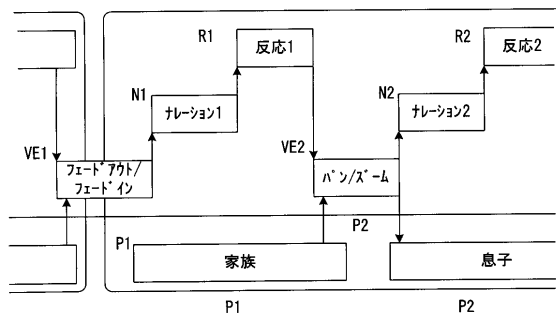 R1
反応1
R2
反応2
N1
ナレーション1
N2
ナレーション2
VE1
フェードアウト/
フェードイン
VE2
パン/ズーム
P2
P1
家族
息子
P1
P2